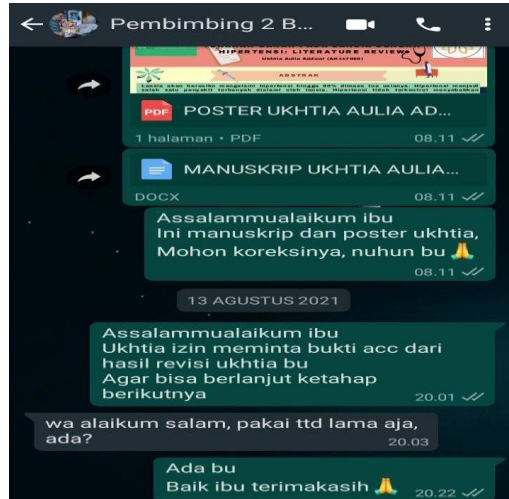 Pembimbing 2 B...
HIPERTENSI: LITERATURE REVIEW
ABSTRAK
PDF
POSTER UKHTIA AULIA AD...
1 halaman • PDF
08.11
MANUSKRIP UKHTIA AULIA...
DOCX
08.11
Assalammualaikum ibu
Ini manuskrip dan poster ukhtia,
Mohon koreksinya, nuhun bu 🙏
08.11
13 AGUSTUS 2021
Assalammualaikum ibu
Ukhtia izin meminta bukti acc dari
hasil revisi ukhtia bu
Agar bisa berlanjut ketahap
berikutnya
20.01
wa alaikum salam, pakai ttd lama aja,
ada?
20.03
Ada bu
Baik ibu terimakasih 🙏
20.22